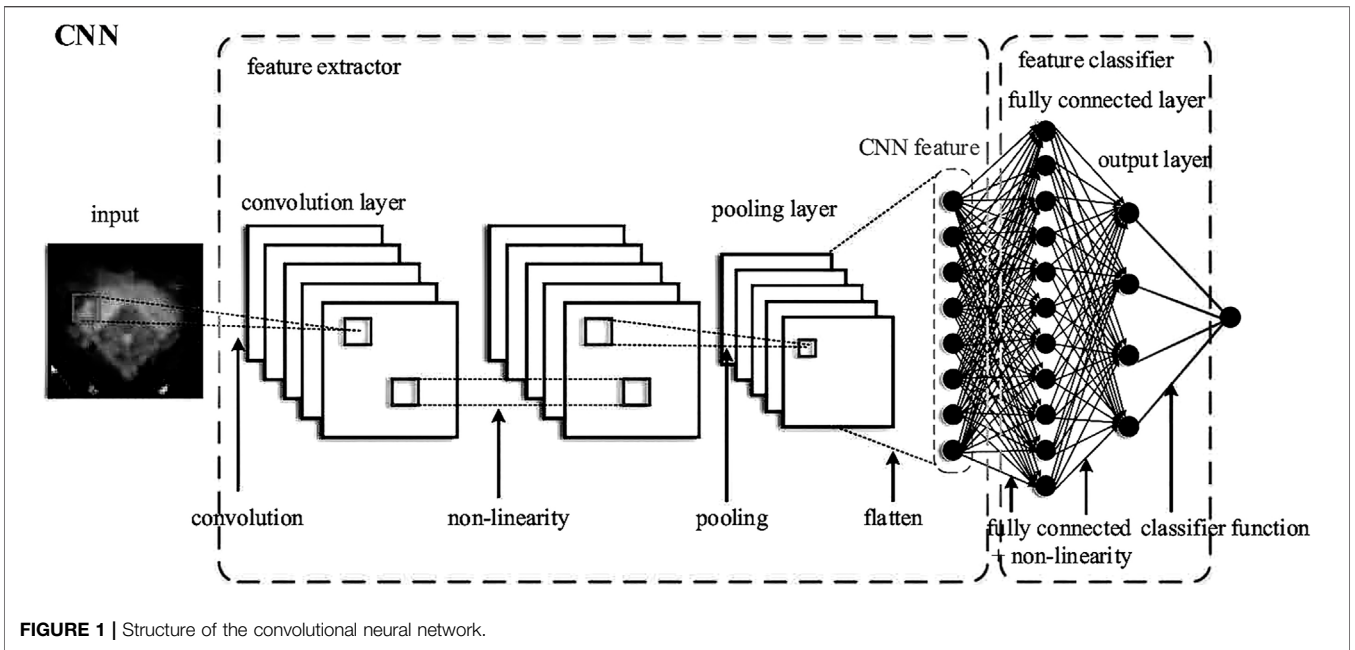 CNN
feature extractor
feature classifier
fully connected layer
CNN feature
output layer
input
convolution layer
pooling layer
convolution
non-linearity
pooling
flatten
fully connected
+ non-linearity
classifier function
FIGURE 1 | Structure of the convolutional neural network.